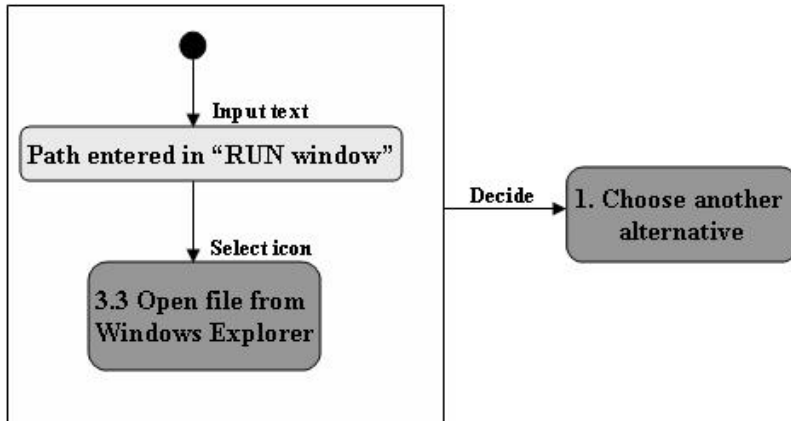 Input text
Path entered in “RUN window”
Select icon
3.3 Open file from
Windows Explorer
Decide
1. Choose another
alternative